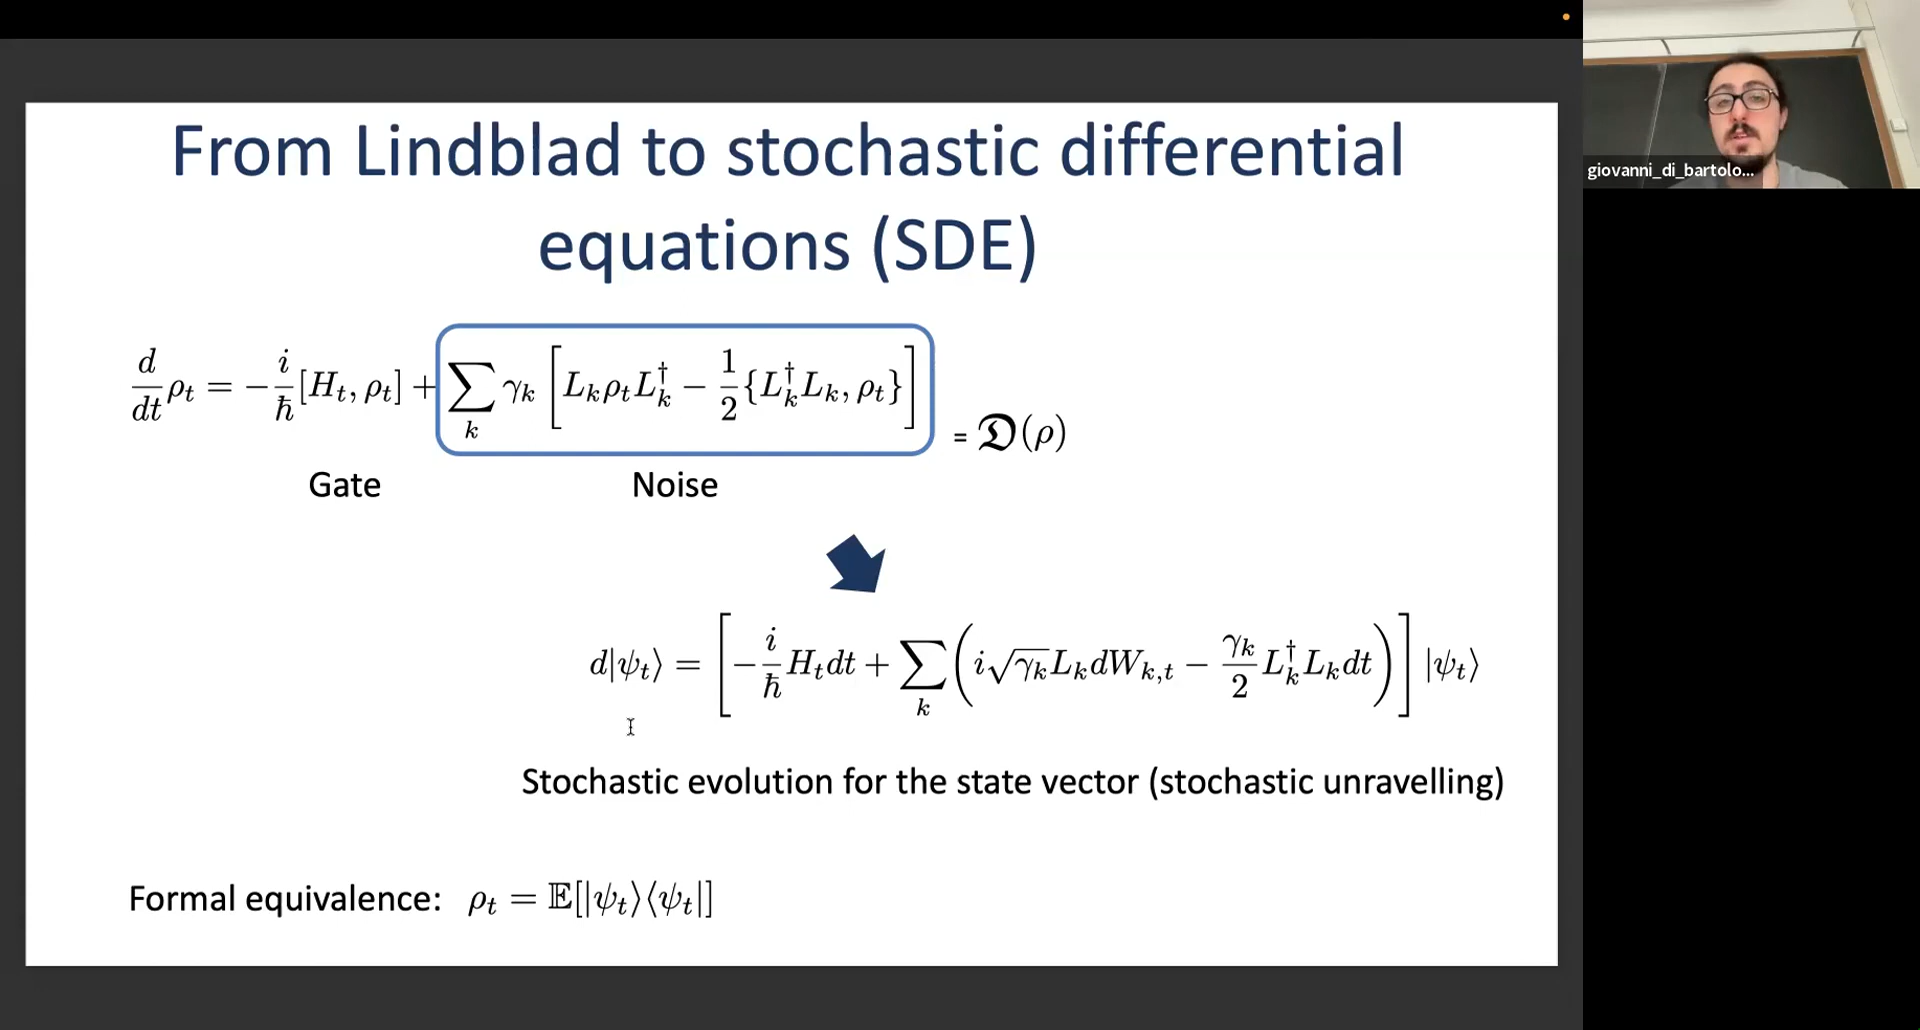 From Lindblad to stochastic differential
equations (SDE)
d/dt ρ_t = −i/ħ [H_t, ρ_t] + ∑_k γ_k [L_k ρ_t L_k^† − 1/2 {L_k^† L_k, ρ_t}] = 𝔇(ρ)
Gate Noise
d|ψ_t⟩ = [−i/ħ H_t dt + ∑_k (i√γ_k L_k dW_{k,t} − γ_k/2 L_k^† L_k dt)] |ψ_t⟩
Stochastic evolution for the state vector (stochastic unravelling)
Formal equivalence: ρ_t = 𝔼[|ψ_t⟩⟨ψ_t|]
giovanni_di_bartolo...